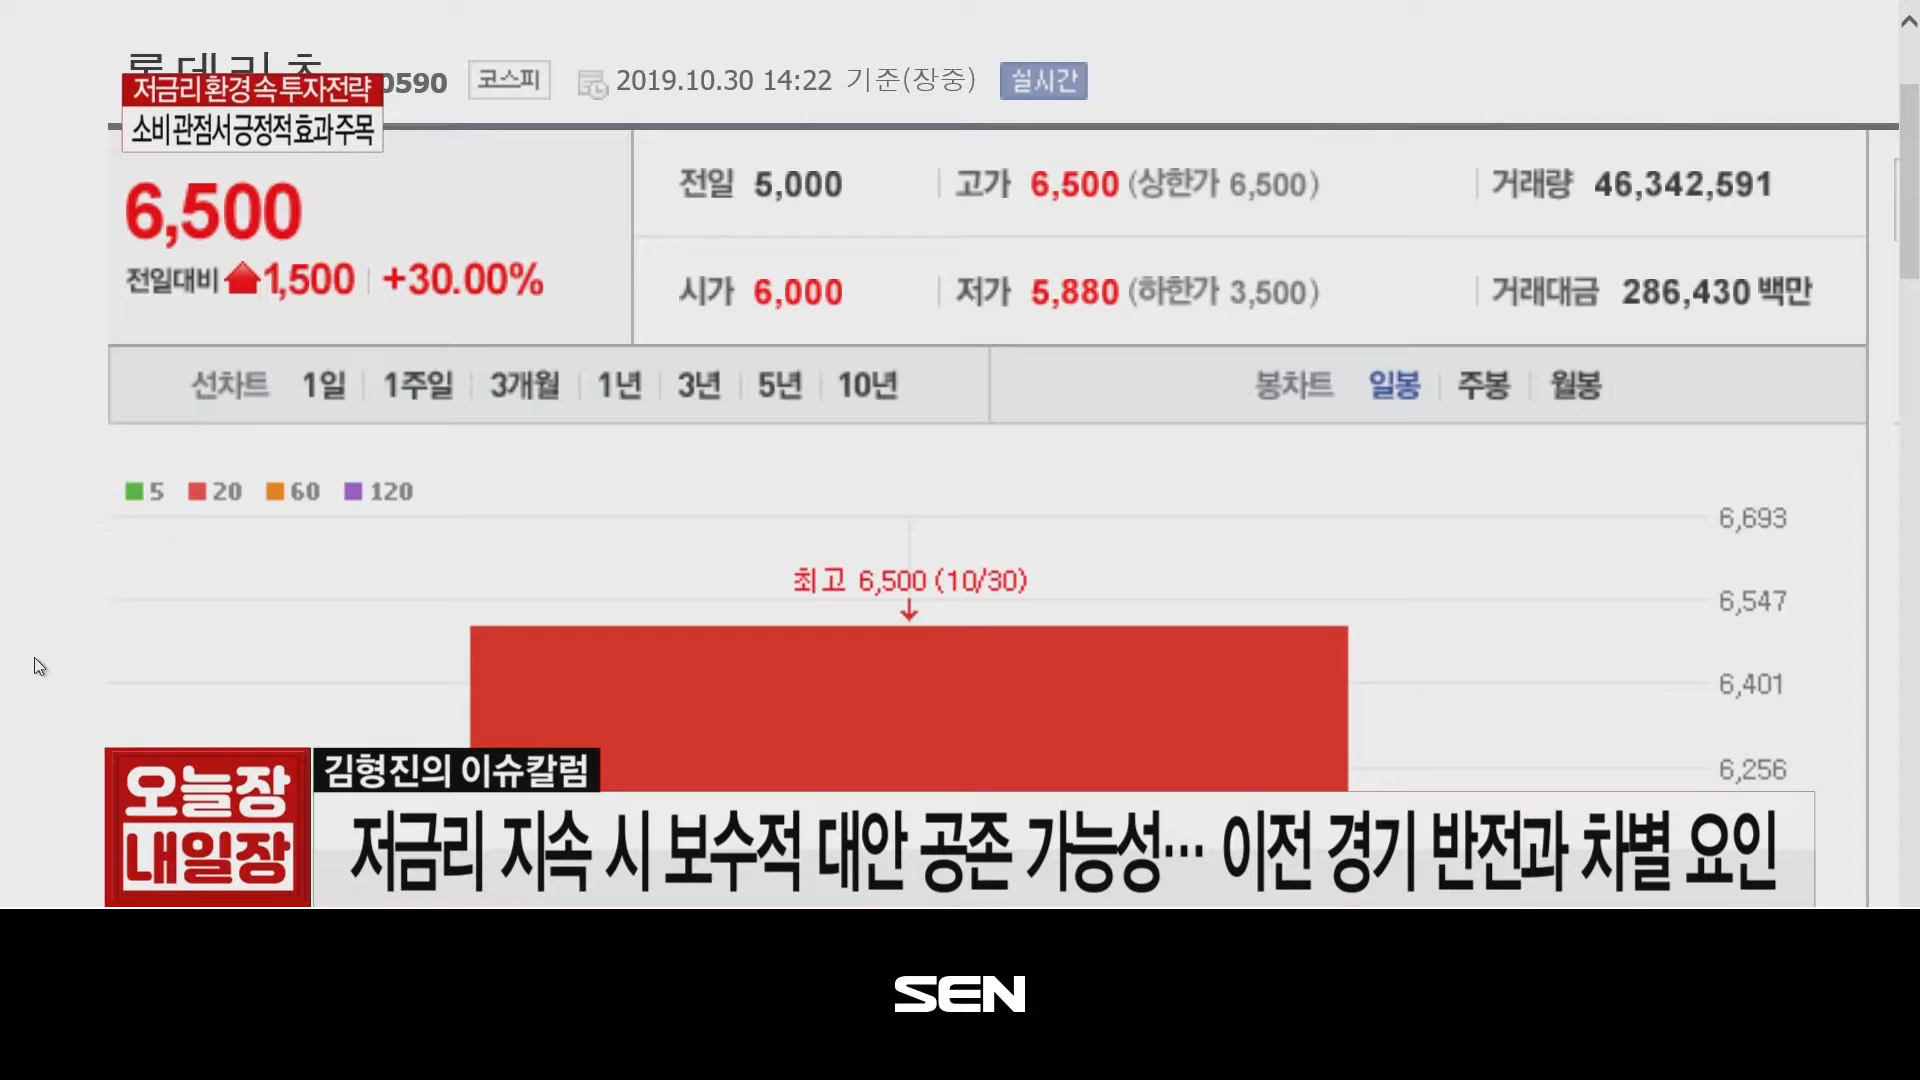 0590 코스피 2019.10.30 14:22 기준(장중) 실시간
저금리 환경 속 투자전략
소비 관점서 긍정적 효과 주목
6,500
전일대비 1,500 +30.00%
전일 5,000 고가 6,500 (상한가 6,500) 거래량 46,342,591
시가 6,000 저가 5,880 (하한가 3,500) 거래대금 286,430 백만
선차트 1일 1주일 3개월 1년 3년 5년 10년 봉차트 일봉 주봉 월봉
5 20 60 120
6,693
최고 6,500 (10/30)
6,547
6,401
6,256
오늘장
내일장
김형진의 이슈칼럼
저금리 지속 시 보수적 대안 공존 가능성… 이전 경기 반전과 차별 요인
SEN